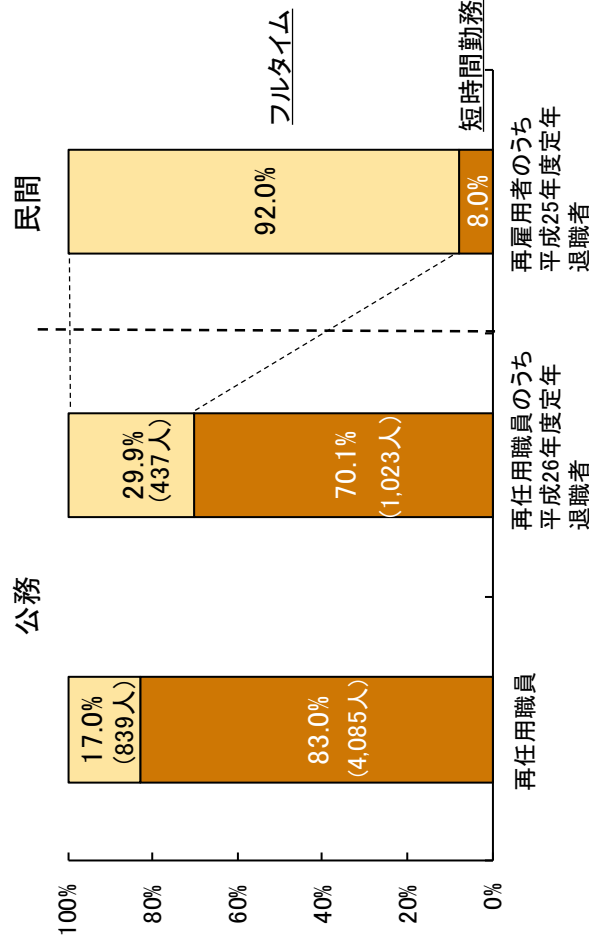 公務
民間
100%
80%
60%
40%
20%
0%
17.0%
(839人)
83.0%
(4,085人)
29.9%
(437人)
70.1%
(1,023人)
92.0%
8.0%
フルタイム
短時間勤務
再任用職員
再任用職員のうち
平成26年度定年
退職者
再雇用者のうち
平成25年度定年
退職者